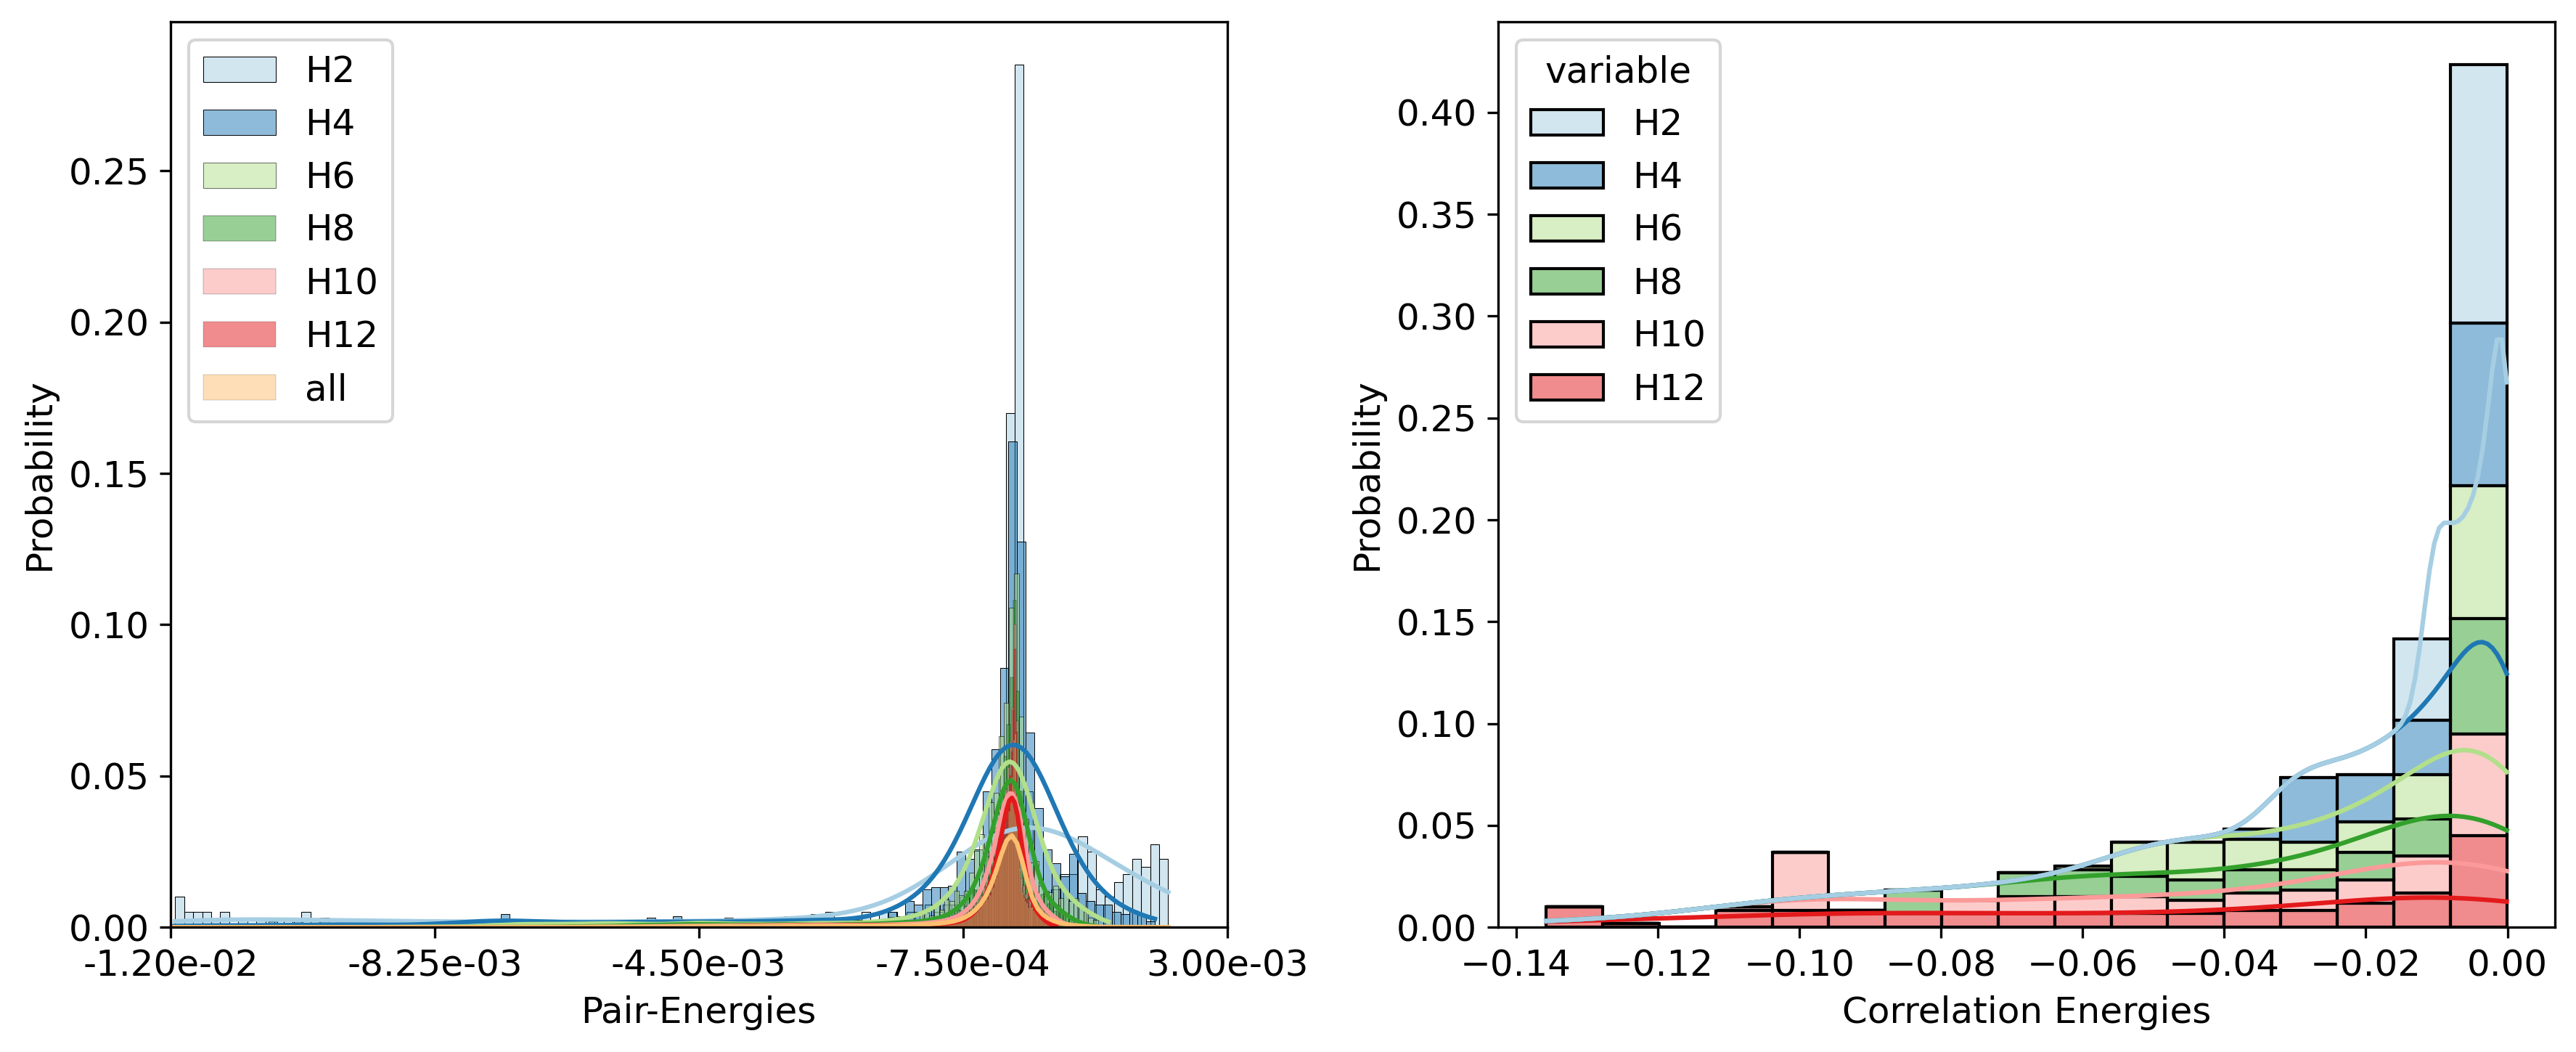 H2
H4
H6
H8
H10
H12
all
0.25
0.20
0.15
0.10
0.05
0.00
Probability
-1.20e-02 -8.25e-03 -4.50e-03 -7.50e-04 3.00e-03
Pair-Energies
variable
H2
H4
H6
H8
H10
H12
0.40
0.35
0.30
0.25
0.20
0.15
0.10
0.05
0.00
Probability
−0.14 −0.12 −0.10 −0.08 −0.06 −0.04 −0.02 0.00
Correlation Energies